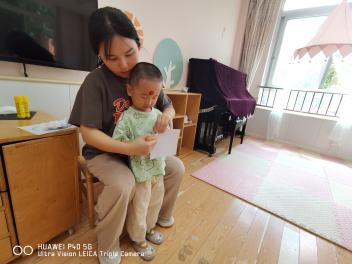 HUAWEI P40 5G
Ultra Vision LEICA Triple Camera